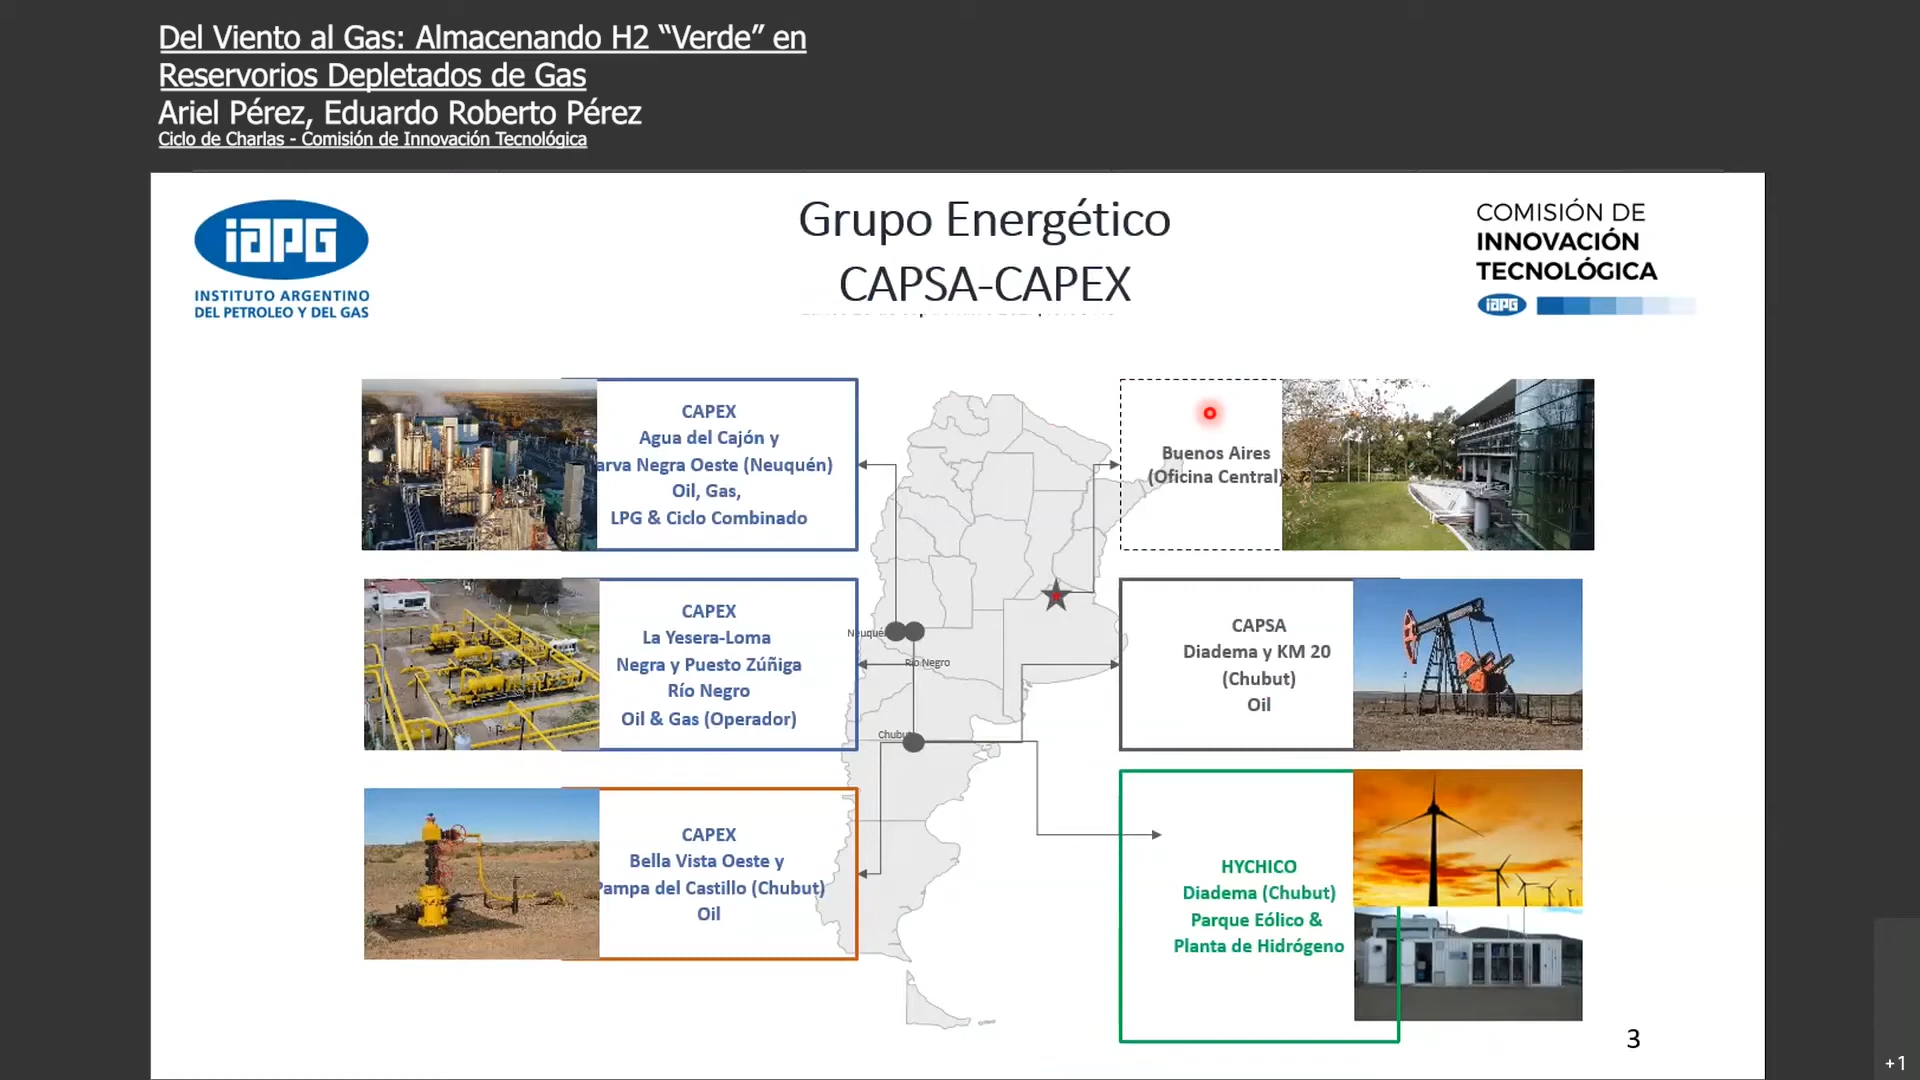 Del Viento al Gas: Almacenando H2 “Verde” en
Reservorios Depletados de Gas
Ariel Pérez, Eduardo Roberto Pérez
Ciclo de Charlas - Comisión de Innovación Tecnológica
iAPG
INSTITUTO ARGENTINO
DEL PETROLEO Y DEL GAS
Grupo Energético
CAPSA-CAPEX
COMISIÓN DE
INNOVACIÓN
TECNOLÓGICA
iAPG
CAPEX
Agua del Cajón y
arva Negra Oeste (Neuquén)
Oil, Gas,
LPG & Ciclo Combinado
Buenos Aires
(Oficina Central)
CAPEX
La Yesera-Loma
Negra y Puesto Zúñiga
Río Negro
Oil & Gas (Operador)
Neuqué
Río Negro
Chubu
CAPSA
Diadema y KM 20
(Chubut)
Oil
CAPEX
Bella Vista Oeste y
Pampa del Castillo (Chubut)
Oil
HYCHICO
Diadema (Chubut)
Parque Eólico &
Planta de Hidrógeno
3
+1